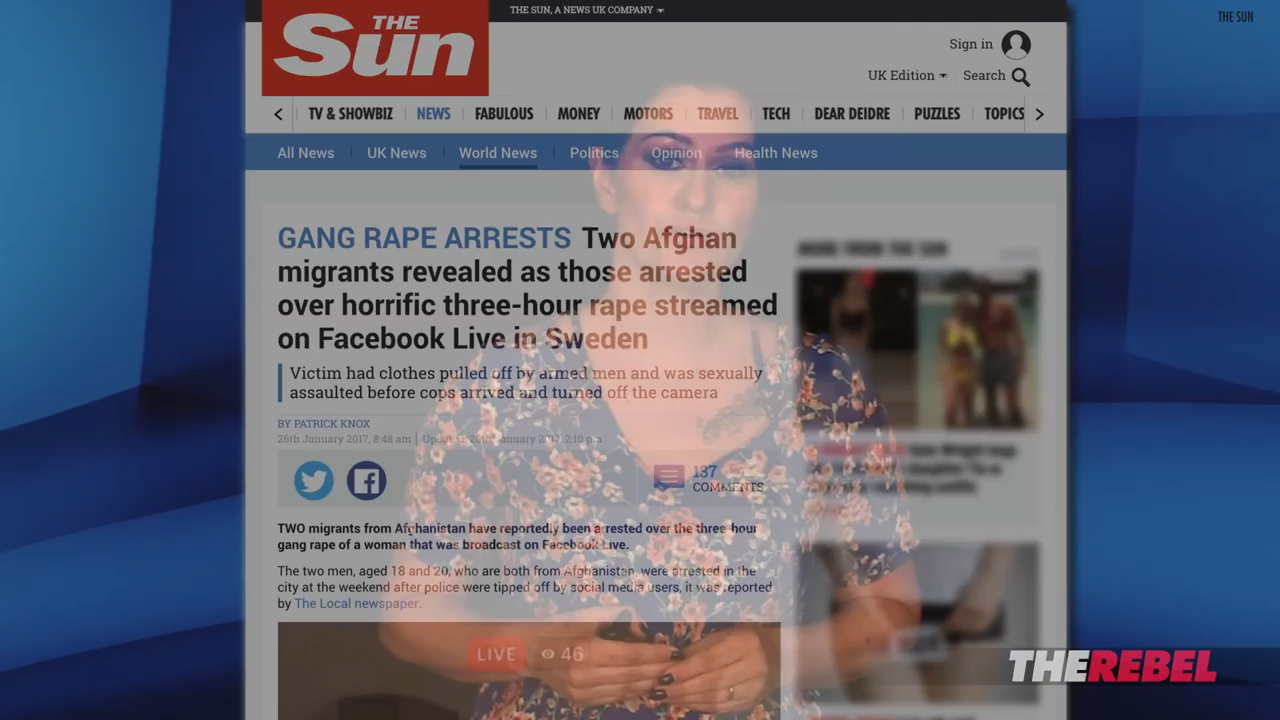 THE SUN, A NEWS UK COMPANY
THE SUN
THE
Sun
Sign in
UK Edition
Search
TV & SHOWBIZ
NEWS
FABULOUS
MONEY
MOTORS
TRAVEL
TECH
DEAR DEIDRE
PUZZLES
TOPICS
All News
UK News
World News
Politics
Opinion
Health News
GANG RAPE ARRESTS Two Afghan
migrants revealed as those arrested
over horrific three-hour rape streamed
on Facebook Live in Sweden
Victim had clothes pulled off by armed men and was sexually
assaulted before cops arrived and turned off the camera
BY PATRICK KNOX
26th January 2017, 8:48 am
2:10 p.m
137
COMMENTS
MORE FROM THE SUN
TWO migrants from Afghanistan have reportedly been arrested over the three-hour
gang rape of a woman that was broadcast on Facebook Live.
The two men, aged 18 and 20, who are both from Afghanistan, were arrested in the
city at the weekend after police were tipped off by social media users, it was reported
by The Local newspaper.
LIVE
46
THEREBEL